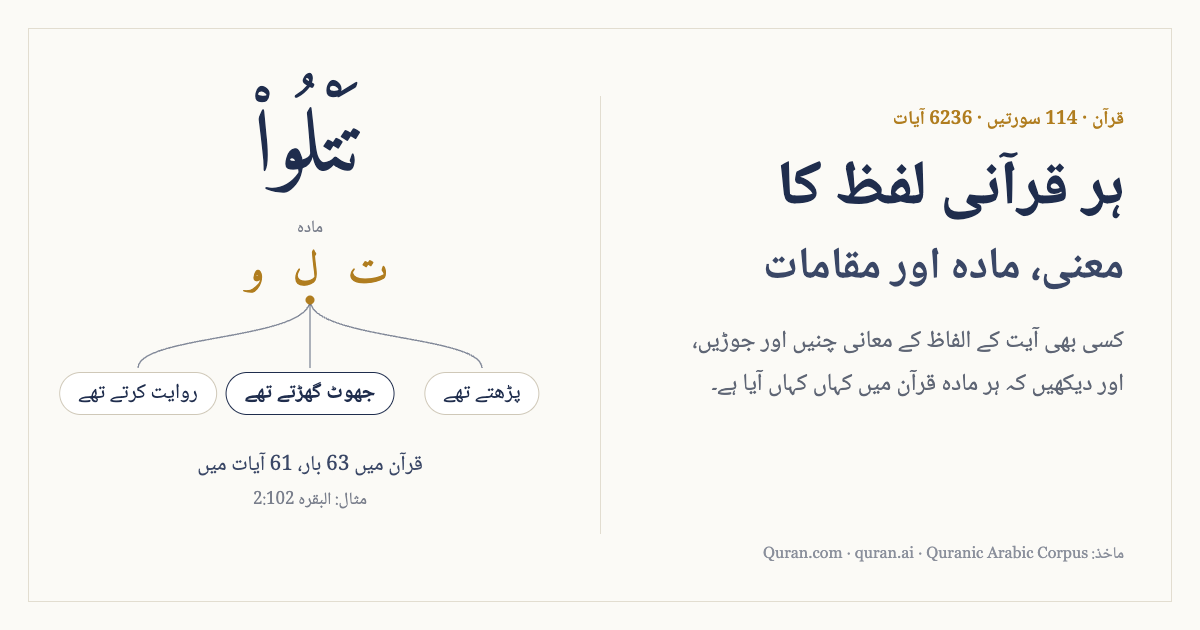 قرآن · 114 سورتیں · 6236 آیات
ہر قرآنی لفظ کا
معنی، مادہ اور مقامات
کسی بھی آیت کے الفاظ کے معانی چنیں اور جوڑیں،
اور دیکھیں کہ ہر مادہ قرآن میں کہاں کہاں آیا ہے۔
ماخذ: Quran.com · quran.ai · Quranic Arabic Corpus
تَتۡلُواْ
مادہ
ت ل و
پڑھتے تھے
جھوٹ گھڑتے تھے
روایت کرتے تھے
قرآن میں 63 بار، 61 آیات میں
مثال: البقرہ 2:102